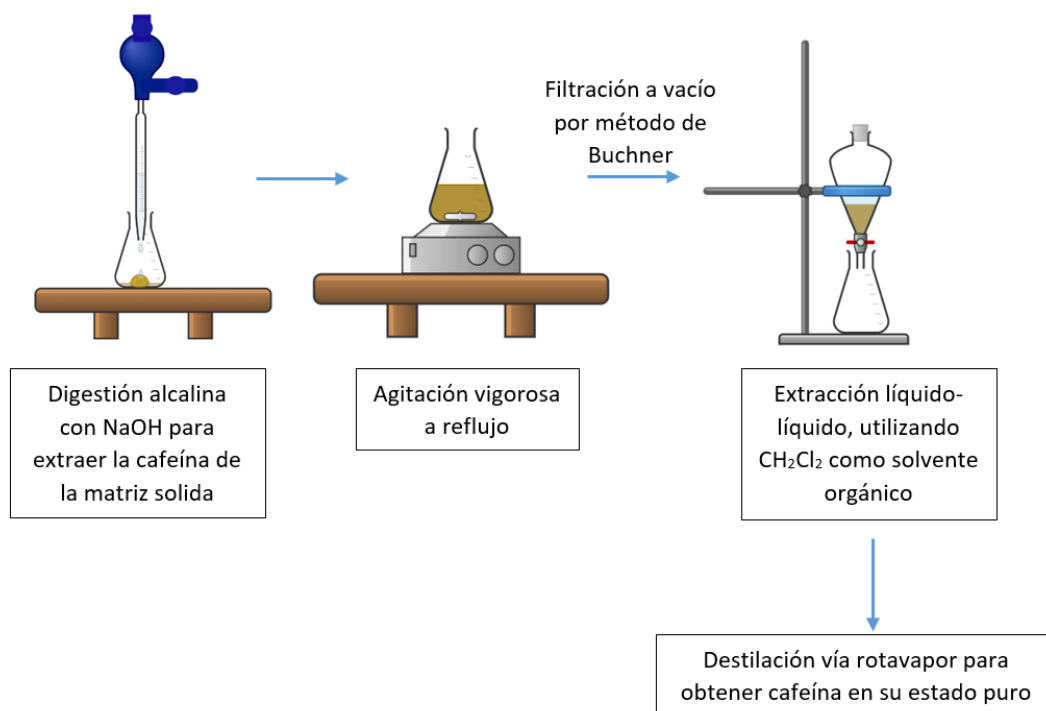 Filtración a vacío
por método de
Buchner
Digestión alcalina
con NaOH para
extraer la cafeína de
la matriz solida
Agitación vigorosa
a reflujo
Extracción líquido-
líquido, utilizando
CH₂Cl₂ como solvente
orgánico
Destilación vía rotavapor para
obtener cafeína en su estado puro